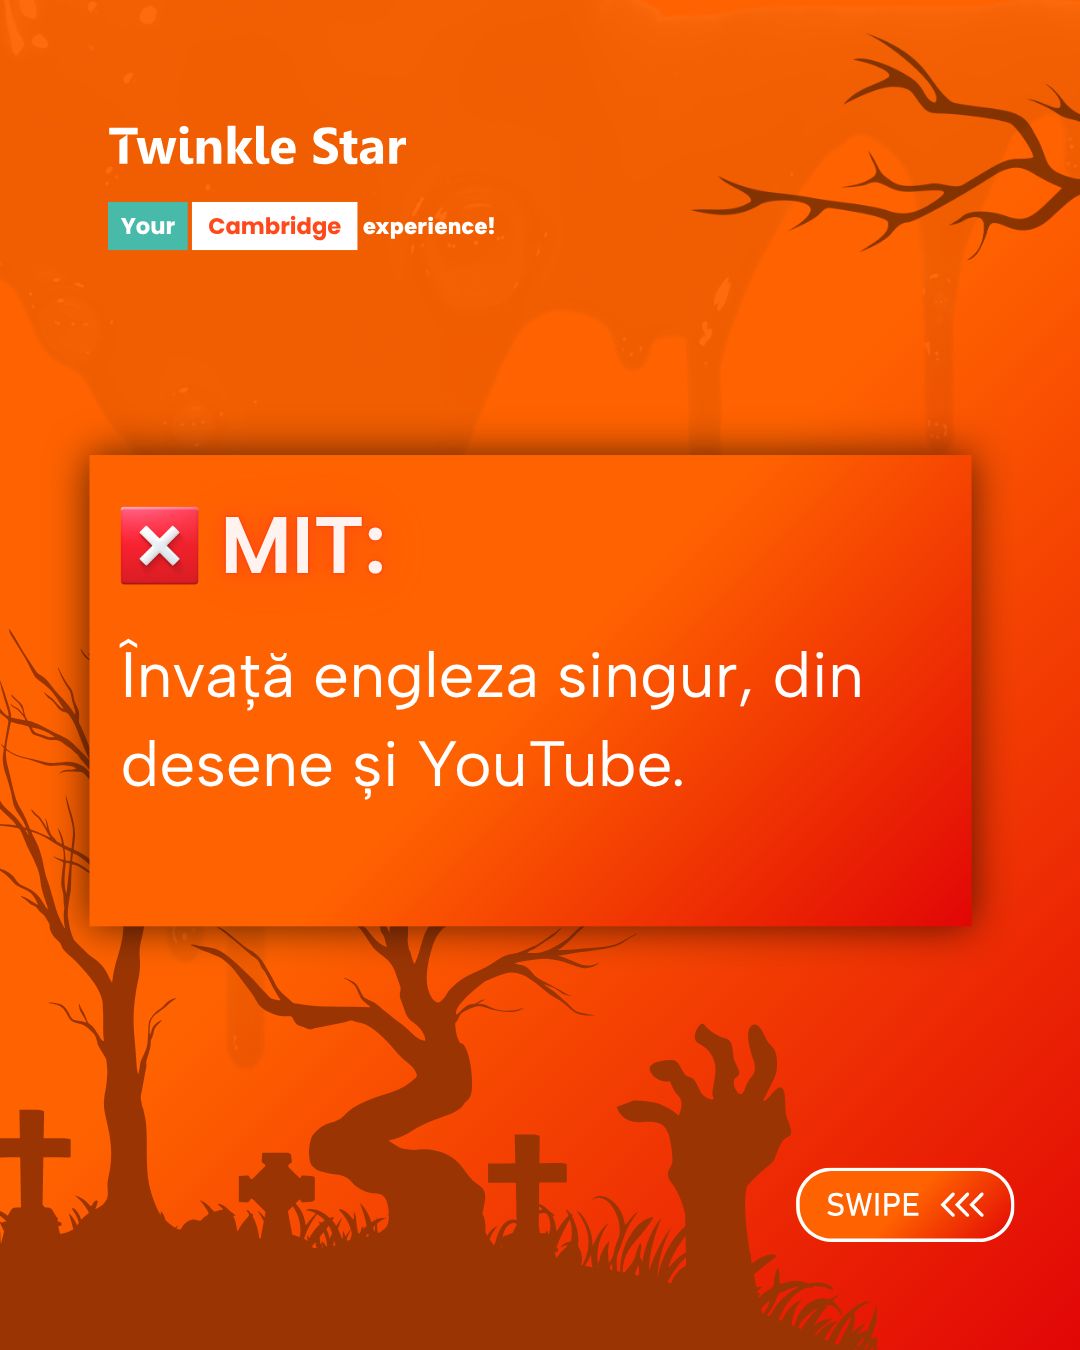 Twinkle Star
Your Cambridge experience!
❌ MIT:
Învață engleza singur, din
desene și YouTube.
SWIPE